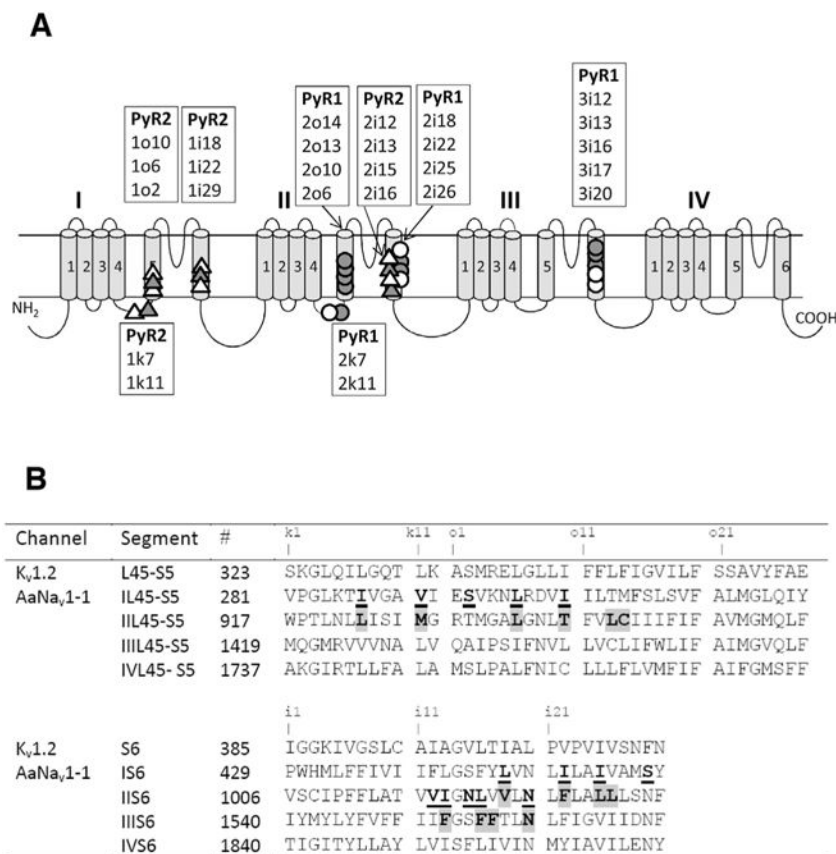 A
PyR2
1o10
1o6
1o2
PyR2
1i18
1i22
1i29
PyR1
2o14
2o13
2o10
2o6
PyR2
2i12
2i13
2i15
2i16
PyR1
2i18
2i22
2i25
2i26
PyR1
3i12
3i13
3i16
3i17
3i20
I II III IV
1 2 3 4 1 2 3 4 1 2 3 4 5 1 2 3 4 5 6
NH2
COOH
PyR2
1k7
1k11
PyR1
2k7
2k11
B
Channel Segment # k1 k11 o1 o11 o21
Kv1.2 L45-S5 323 SKGLQILGQT LK ASMRELGLLI FFLFIGVILF SSAVYFAE
AaNav1-1 IL45-S5 281 VPGLKTIVGA VI ESVKNLRDVI ILTMFSLSVF ALMGLQIY
IIL45-S5 917 WPTLNLLISI MG RTMGALGNLT FVLCIIIFIF AVMGMQLF
IIIL45-S5 1419 MQGMRVVVNA LV QAIPSIFNVL LVCLIFWLIF AIMGVQLF
IVL45- S5 1737 AKGIRTLLFA LA MSLPALFNIC LLLFLVMFIF AIFGMSFF
i1 i11 i21
Kv1.2 S6 385 IGGKIVGSLC AIAGVLTIAL PVPVIVSNFN
AaNav1-1 IS6 429 PWHMLFFIVI IFLGSFYLVN LILAIVAMSY
IIS6 1006 VSCIPFFLAT VVIGNLVVLN LFLALLLSNF
IIIS6 1540 IYMYLYFVFF IIFGSFFTLN LFIGVIIDNF
IVS6 1840 TIGITYLLAY LVISFLIVIN MYIAVILENY